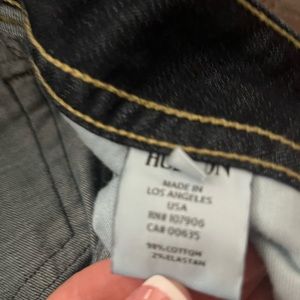 MADE IN
LOS ANGELES
USA
RN# 107906
CA# 00635
98% COTTON
2% ELASTAN